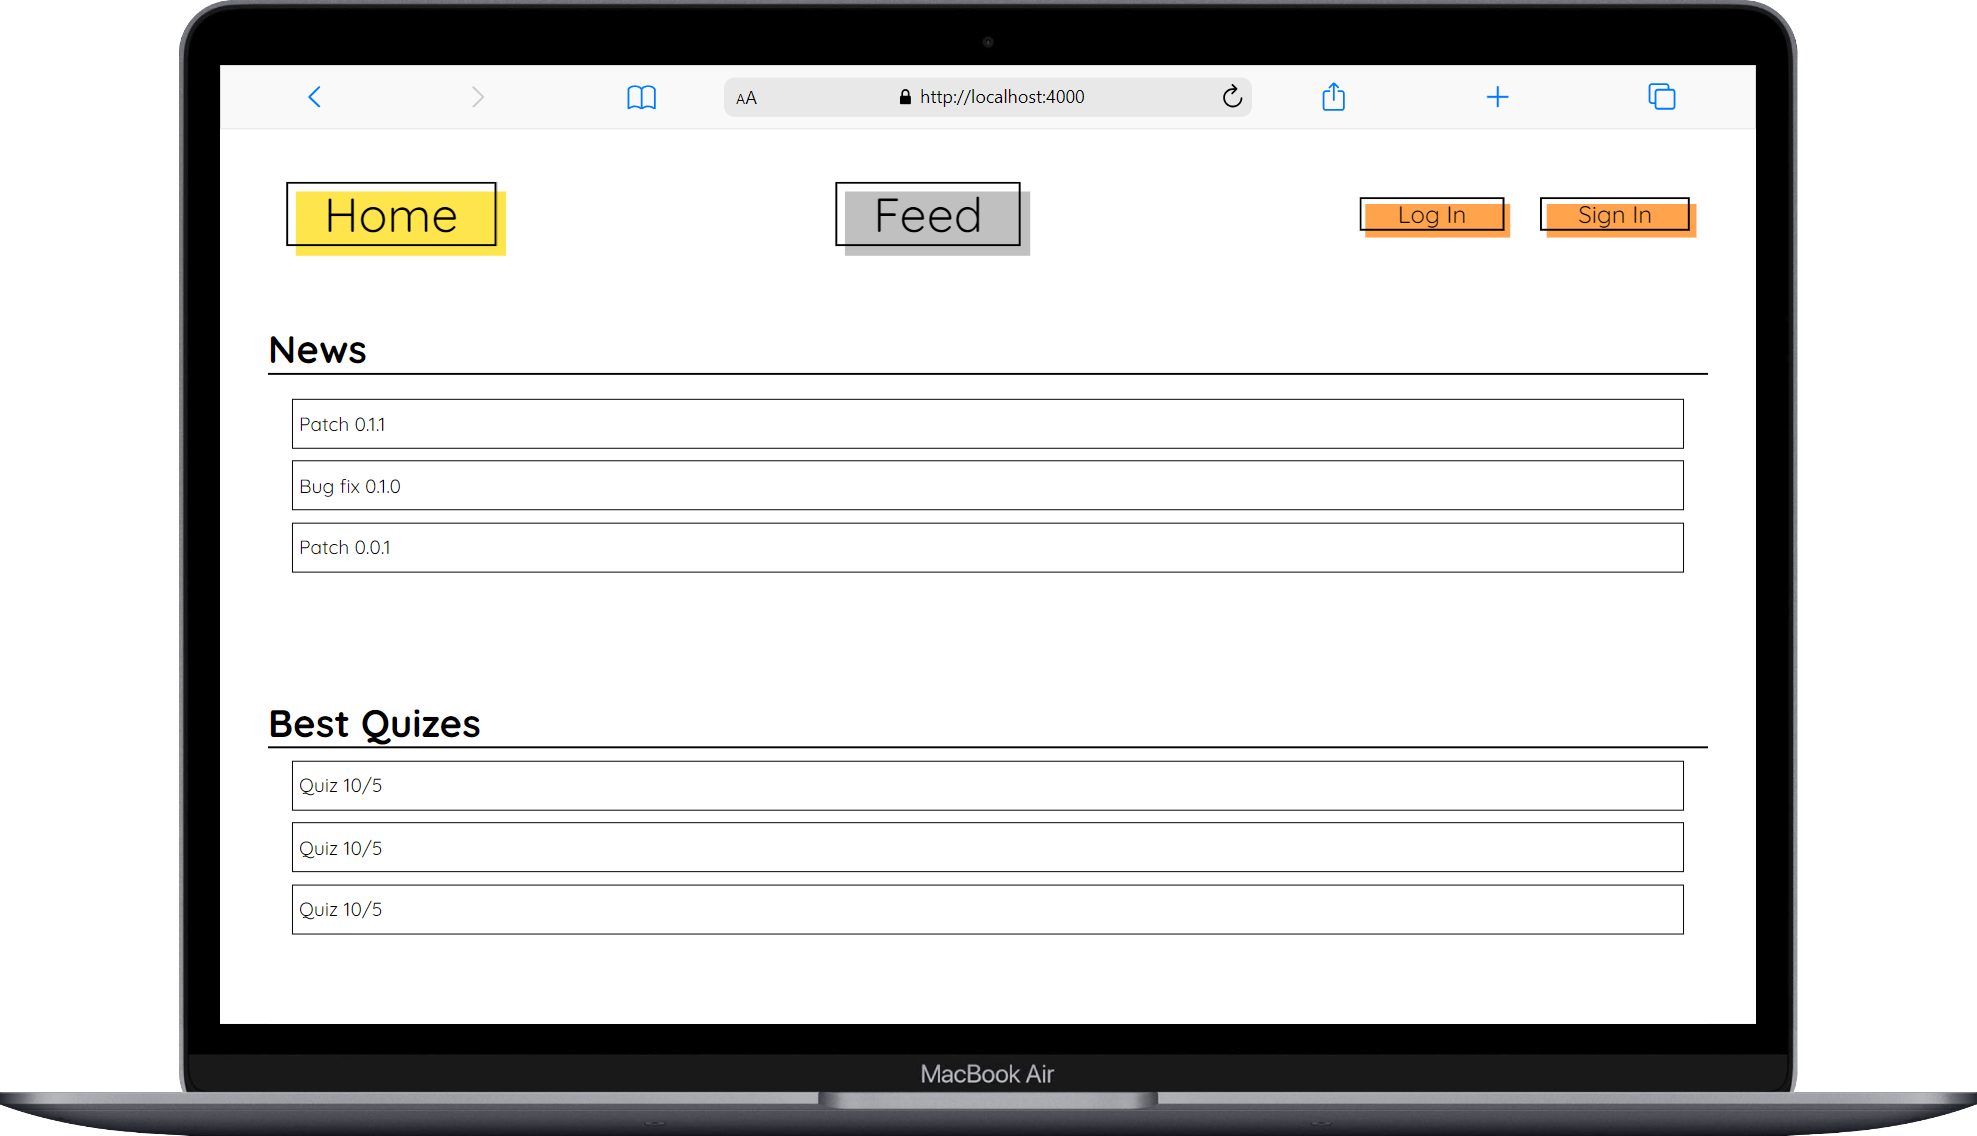 AA http://localhost:4000
Home Feed Log In Sign In
News
Patch 0.1.1
Bug fix 0.1.0
Patch 0.0.1
Best Quizes
Quiz 10/5
Quiz 10/5
Quiz 10/5
MacBook Air